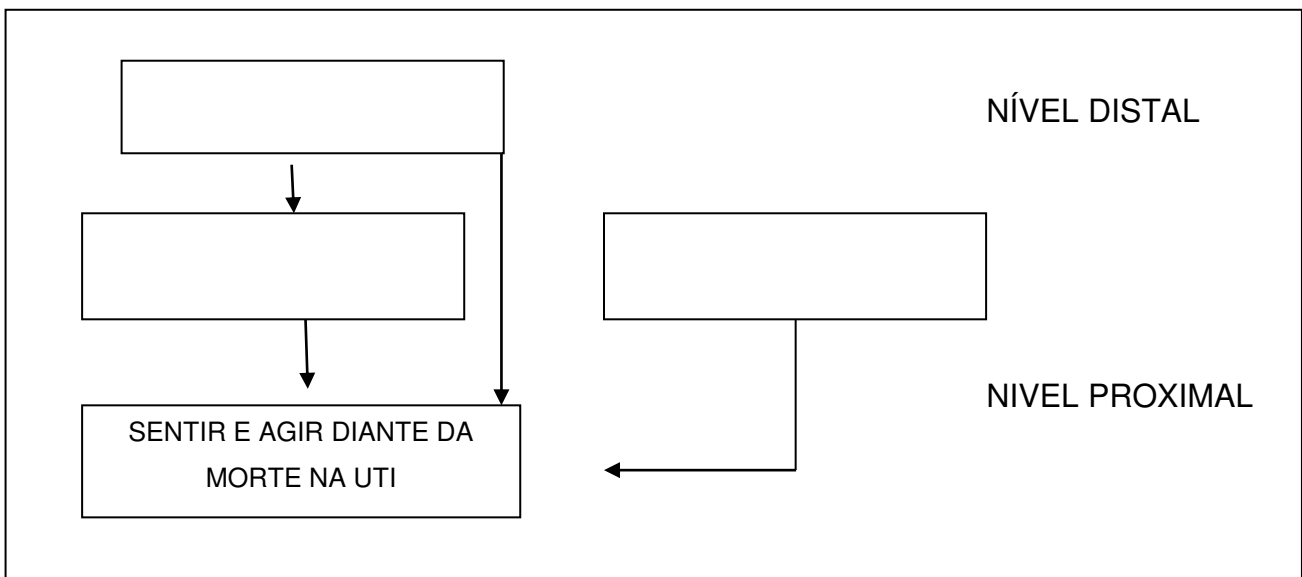 NÍVEL DISTAL
NIVEL PROXIMAL
SENTIR E AGIR DIANTE DA
MORTE NA UTI